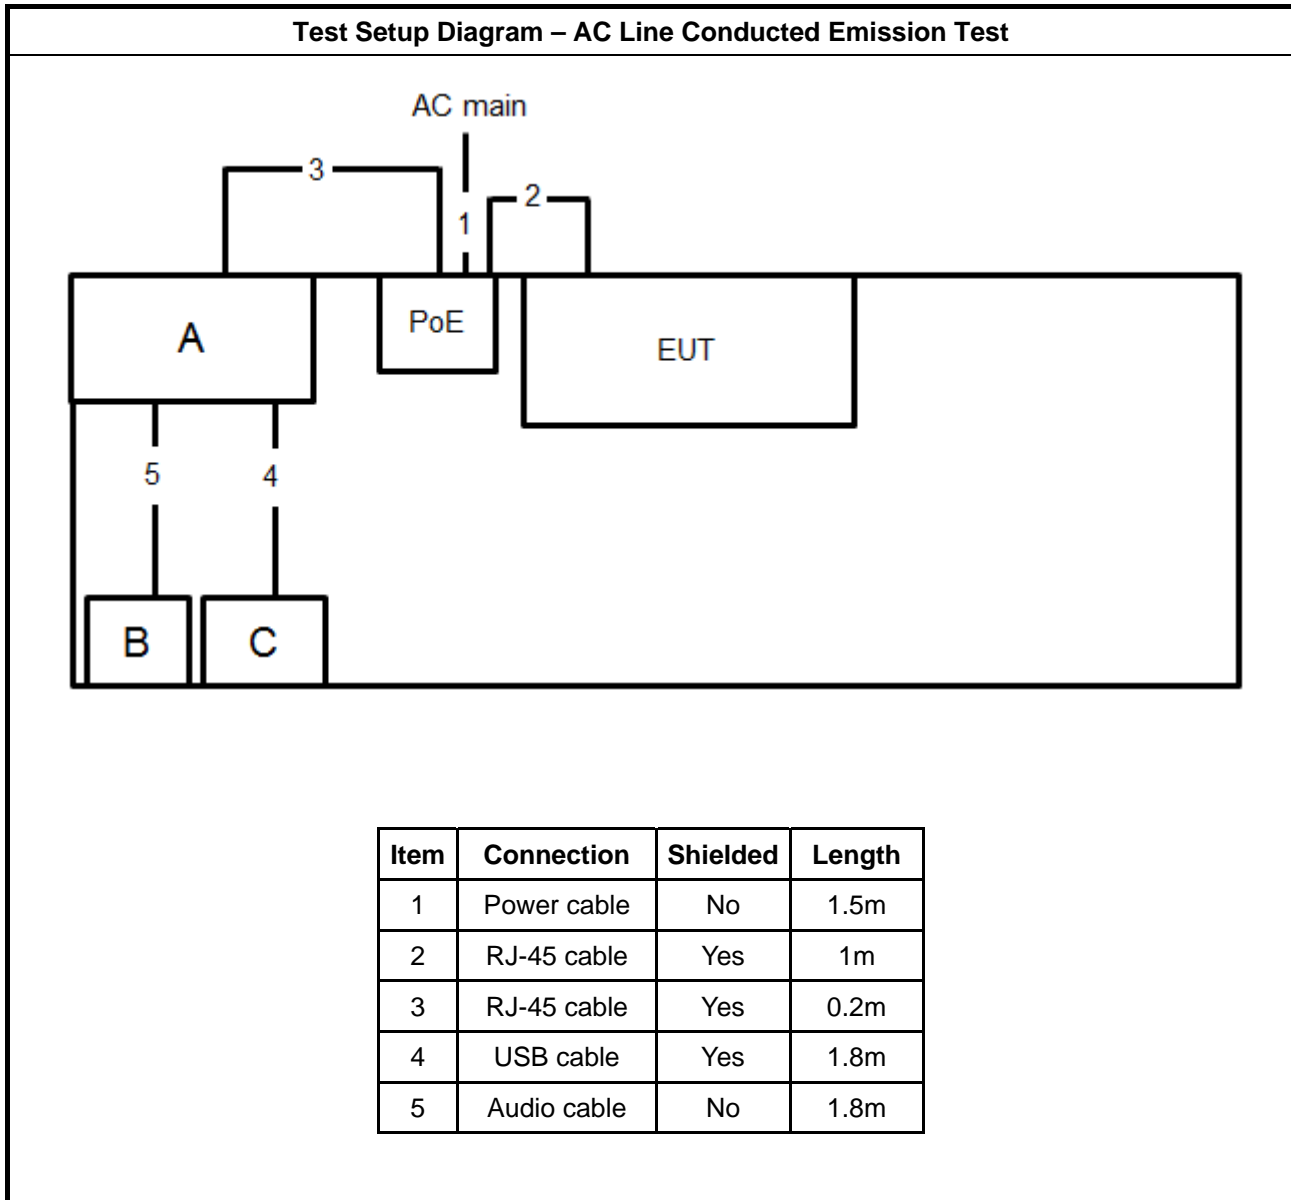 Test Setup Diagram – AC Line Conducted Emission Test
AC main
3
2
1
A
PoE
EUT
5
4
B
C
Item Connection Shielded Length
1 Power cable No 1.5m
2 RJ-45 cable Yes 1m
3 RJ-45 cable Yes 0.2m
4 USB cable Yes 1.8m
5 Audio cable No 1.8m